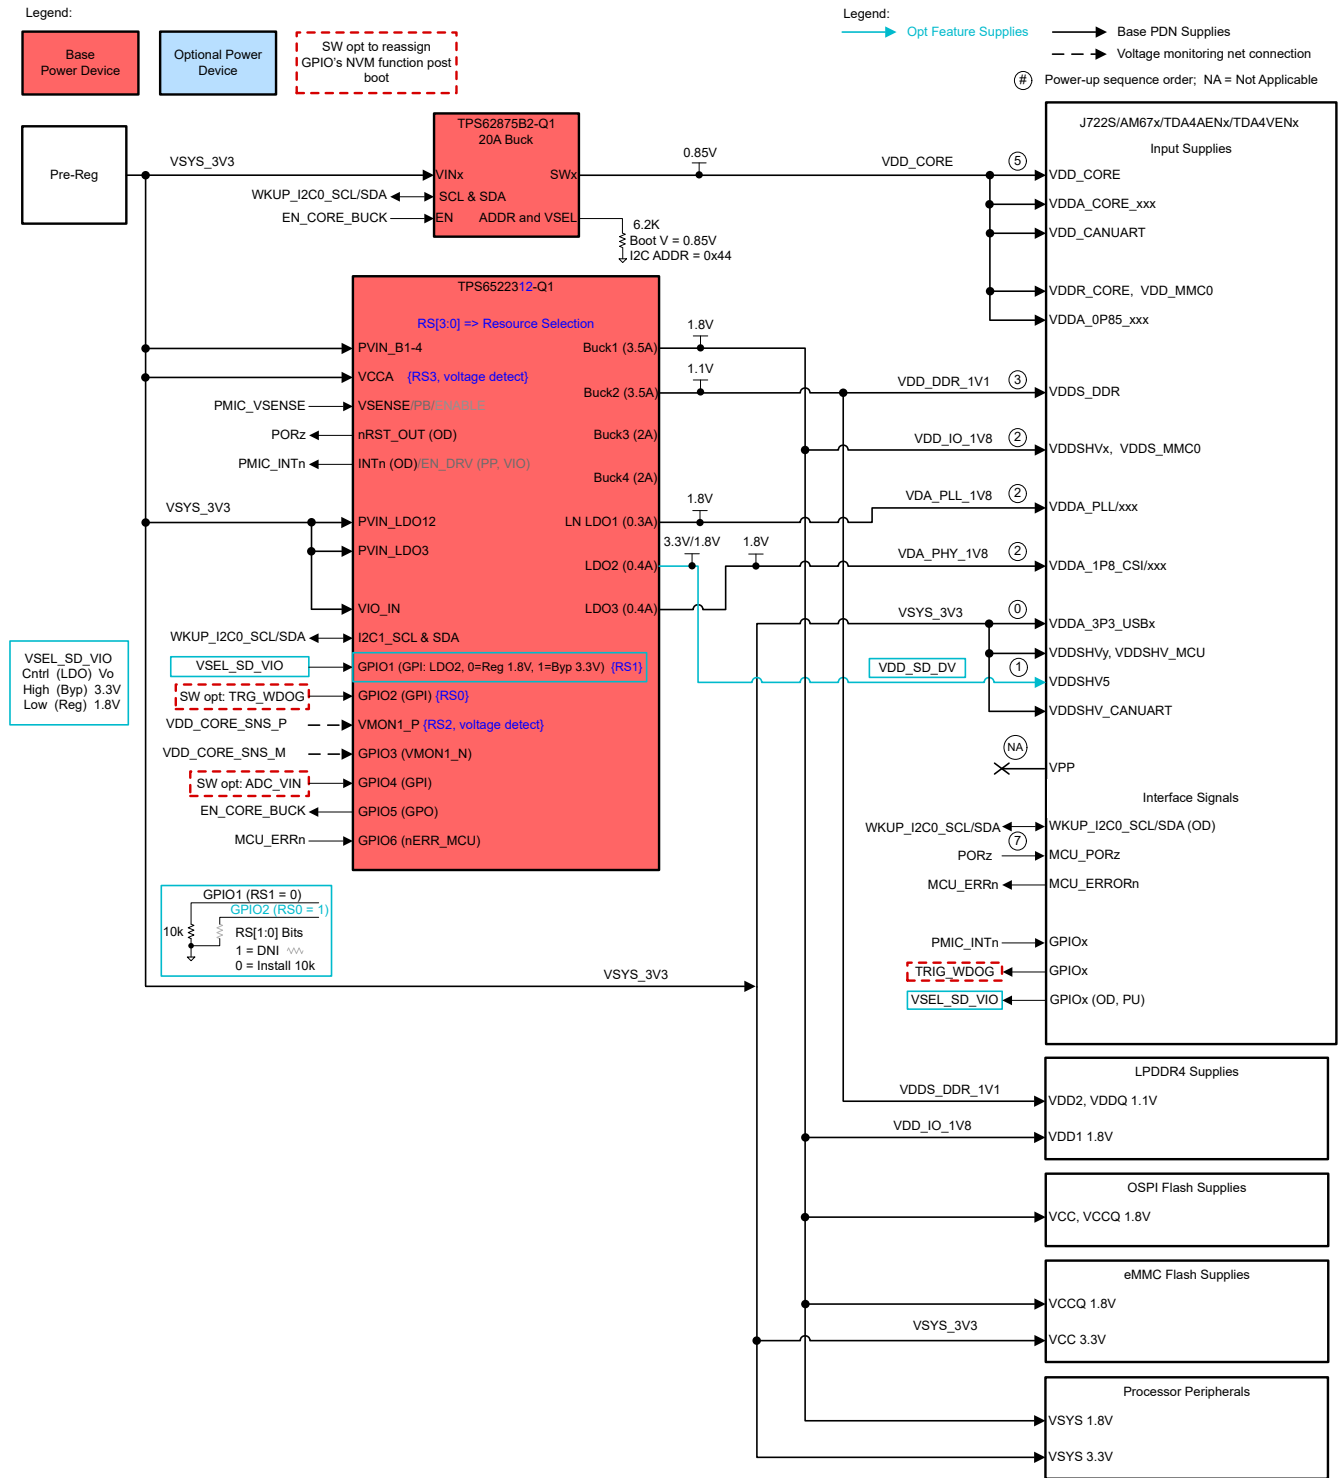 Legend:
Base
Power Device
Optional Power
Device
SW opt to reassign
GPIO's NVM function post
boot
Legend:
Opt Feature Supplies
Base PDN Supplies
Voltage monitoring net connection
# Power-up sequence order; NA = Not Applicable
Pre-Reg
VSYS_3V3
TPS62875B2-Q1
20A Buck
VINx
SWx
WKUP_I2C0_SCL/SDA
SCL & SDA
EN_CORE_BUCK
EN
ADDR and VSEL
6.2K
Boot V = 0.85V
I2C ADDR = 0x44
0.85V
VDD_CORE
5
J722S/AM67x/TDA4AENx/TDA4VENx
Input Supplies
VDD_CORE
VDDA_CORE_xxx
VDD_CANUART
VDDR_CORE, VDD_MMC0
VDDA_0P85_xxx
TPS6522312-Q1
RS[3:0] => Resource Selection
PVIN_B1-4
Buck1 (3.5A)
1.8V
VCCA {RS3, voltage detect}
Buck2 (3.5A)
1.1V
VDD_DDR_1V1
3
VDDS_DDR
PMIC_VSENSE
VSENSE/PB/ENABLE
PORz
nRST_OUT (OD)
Buck3 (2A)
VDD_IO_1V8
2
VDDSHVx, VDDS_MMC0
PMIC_INTn
INTn (OD)/EN_DRV (PP, VIO)
Buck4 (2A)
VSYS_3V3
PVIN_LDO12
LN LDO1 (0.3A)
1.8V
VDA_PLL_1V8
2
VDDA_PLL/xxx
PVIN_LDO3
LDO2 (0.4A)
3.3V/1.8V
1.8V
VDA_PHY_1V8
2
VDDA_1P8_CSI/xxx
VIO_IN
LDO3 (0.4A)
VSYS_3V3
0
VDDA_3P3_USBx
WKUP_I2C0_SCL/SDA
I2C1_SCL & SDA
VDDSHVy, VDDSHV_MCU
VSEL_SD_VIO
Cntrl (LDO) Vo
High (Byp) 3.3V
Low (Reg) 1.8V
VSEL_SD_VIO
GPIO1 (GPI: LDO2, 0=Reg 1.8V, 1=Byp 3.3V) {RS1}
VDD_SD_DV
1
VDDSHV5
SW opt: TRG_WDOG
GPIO2 (GPI) {RS0}
VDDSHV_CANUART
VDD_CORE_SNS_P
VMON1_P {RS2, voltage detect}
VDD_CORE_SNS_M
GPIO3 (VMON1_N)
NA
VPP
SW opt: ADC_VIN
GPIO4 (GPI)
EN_CORE_BUCK
GPIO5 (GPO)
MCU_ERRn
GPIO6 (nERR_MCU)
Interface Signals
WKUP_I2C0_SCL/SDA
WKUP_I2C0_SCL/SDA (OD)
PORz
7
MCU_PORz
MCU_ERRn
MCU_ERRORn
PMIC_INTn
GPIOx
TRIG_WDOG
GPIOx
VSEL_SD_VIO
GPIOx (OD, PU)
GPIO1 (RS1 = 0)
GPIO2 (RS0 = 1)
10k
RS[1:0] Bits
1 = DNI
0 = Install 10k
VSYS_3V3
LPDDR4 Supplies
VDDS_DDR_1V1
VDD2, VDDQ 1.1V
VDD_IO_1V8
VDD1 1.8V
OSPI Flash Supplies
VCC, VCCQ 1.8V
eMMC Flash Supplies
VCCQ 1.8V
VSYS_3V3
VCC 3.3V
Processor Peripherals
VSYS 1.8V
VSYS 3.3V